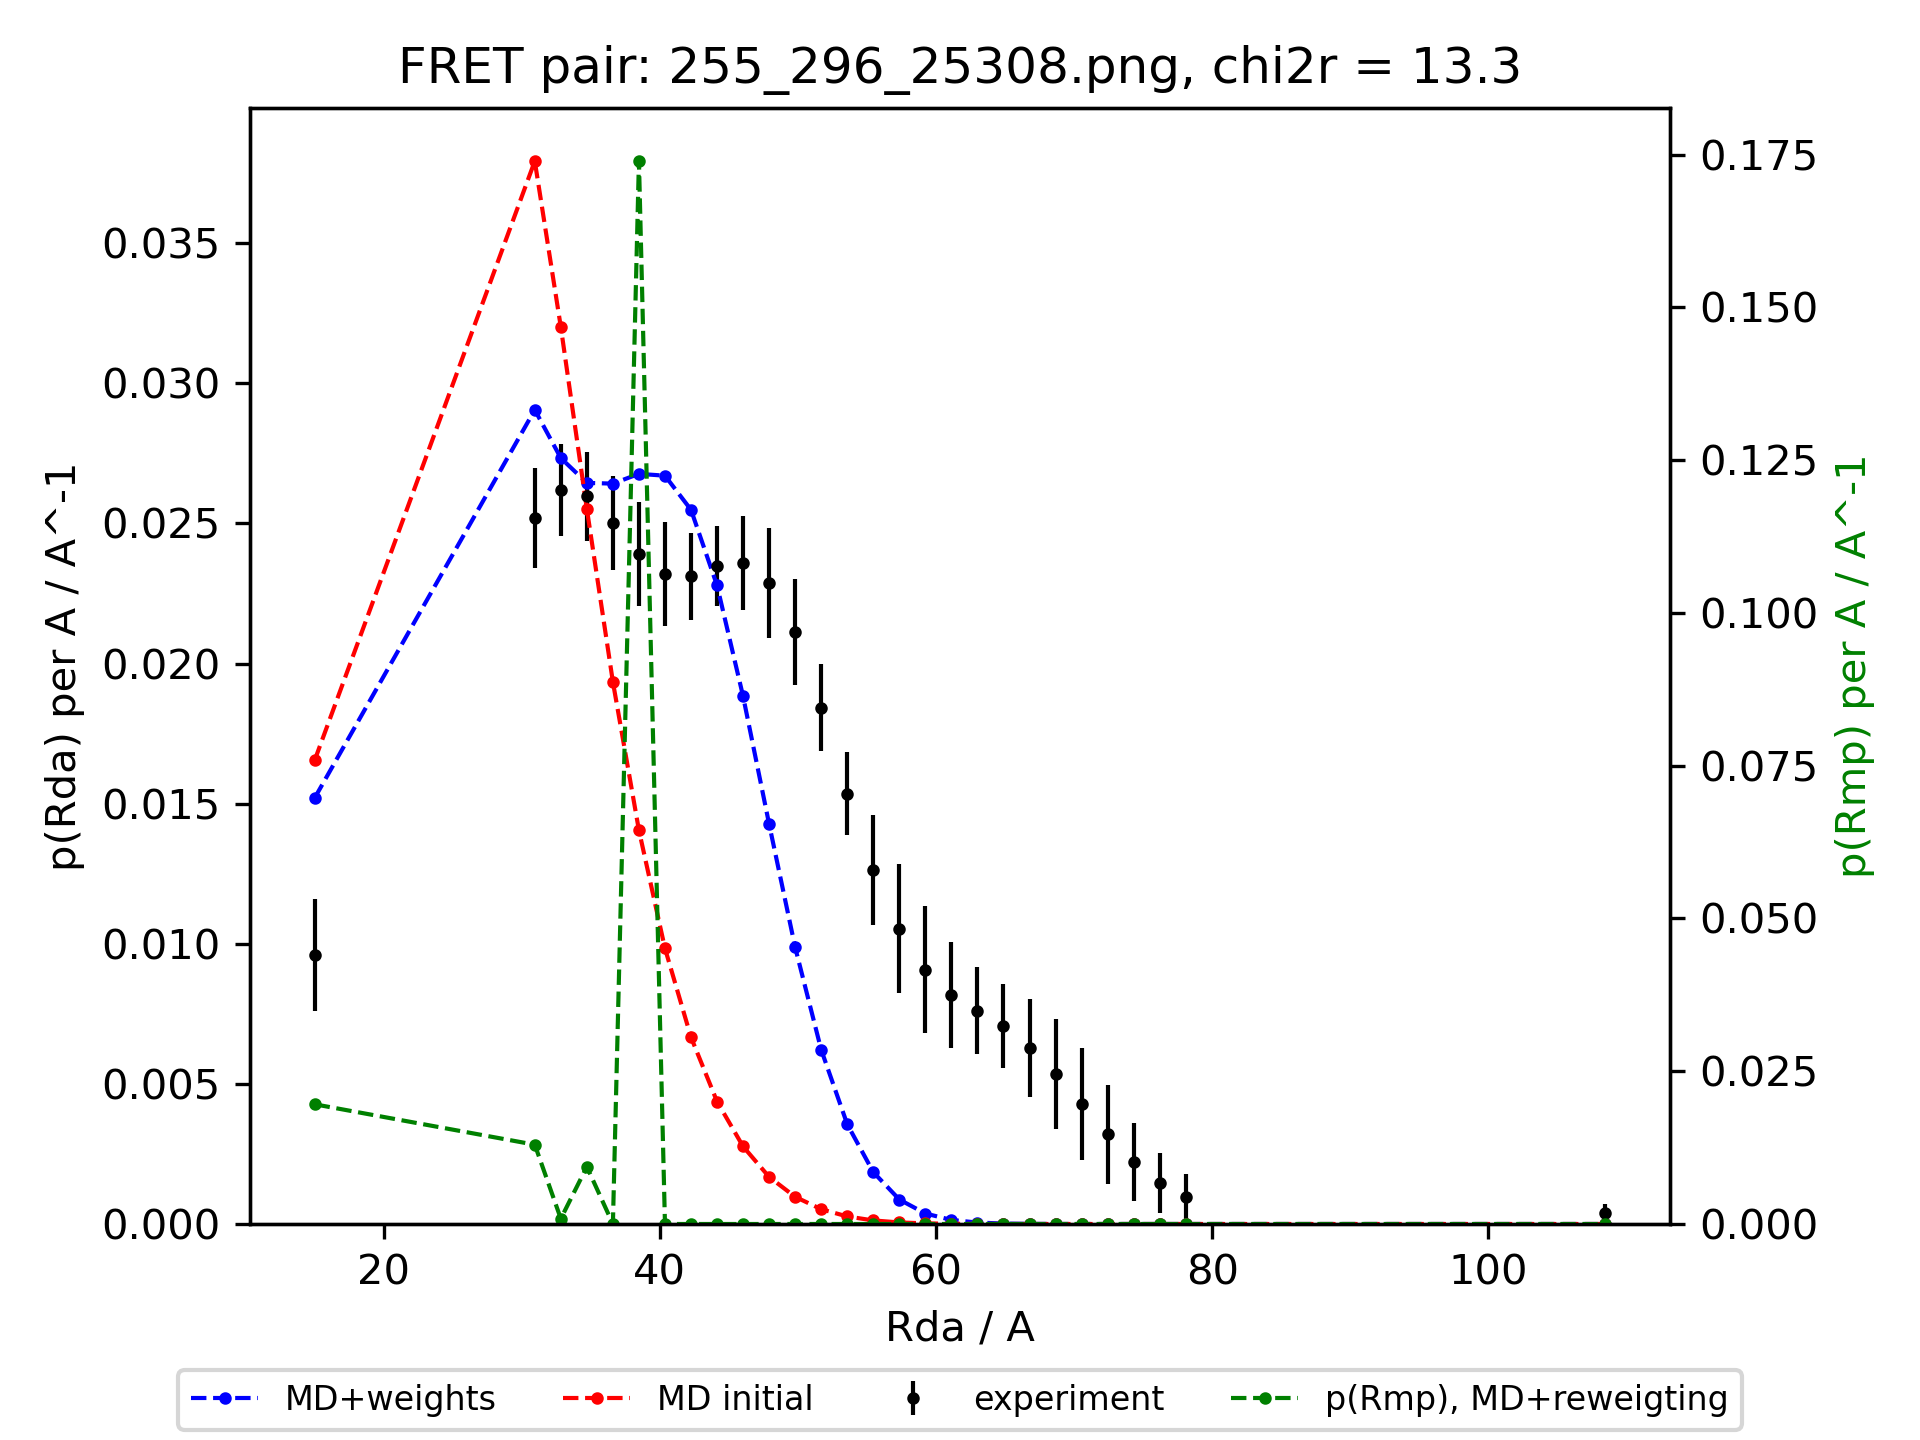 FRET pair: 255_296_25308.png, chi2r = 13.3
p(Rda) per A / A^-1
0.035
0.030
0.025
0.020
0.015
0.010
0.005
0.000
0.175
0.150
0.125
0.100
0.075
0.050
0.025
0.000
p(Rmp) per A / A^-1
20 40 60 80 100
Rda / A
MD+weights MD initial experiment p(Rmp), MD+reweigting